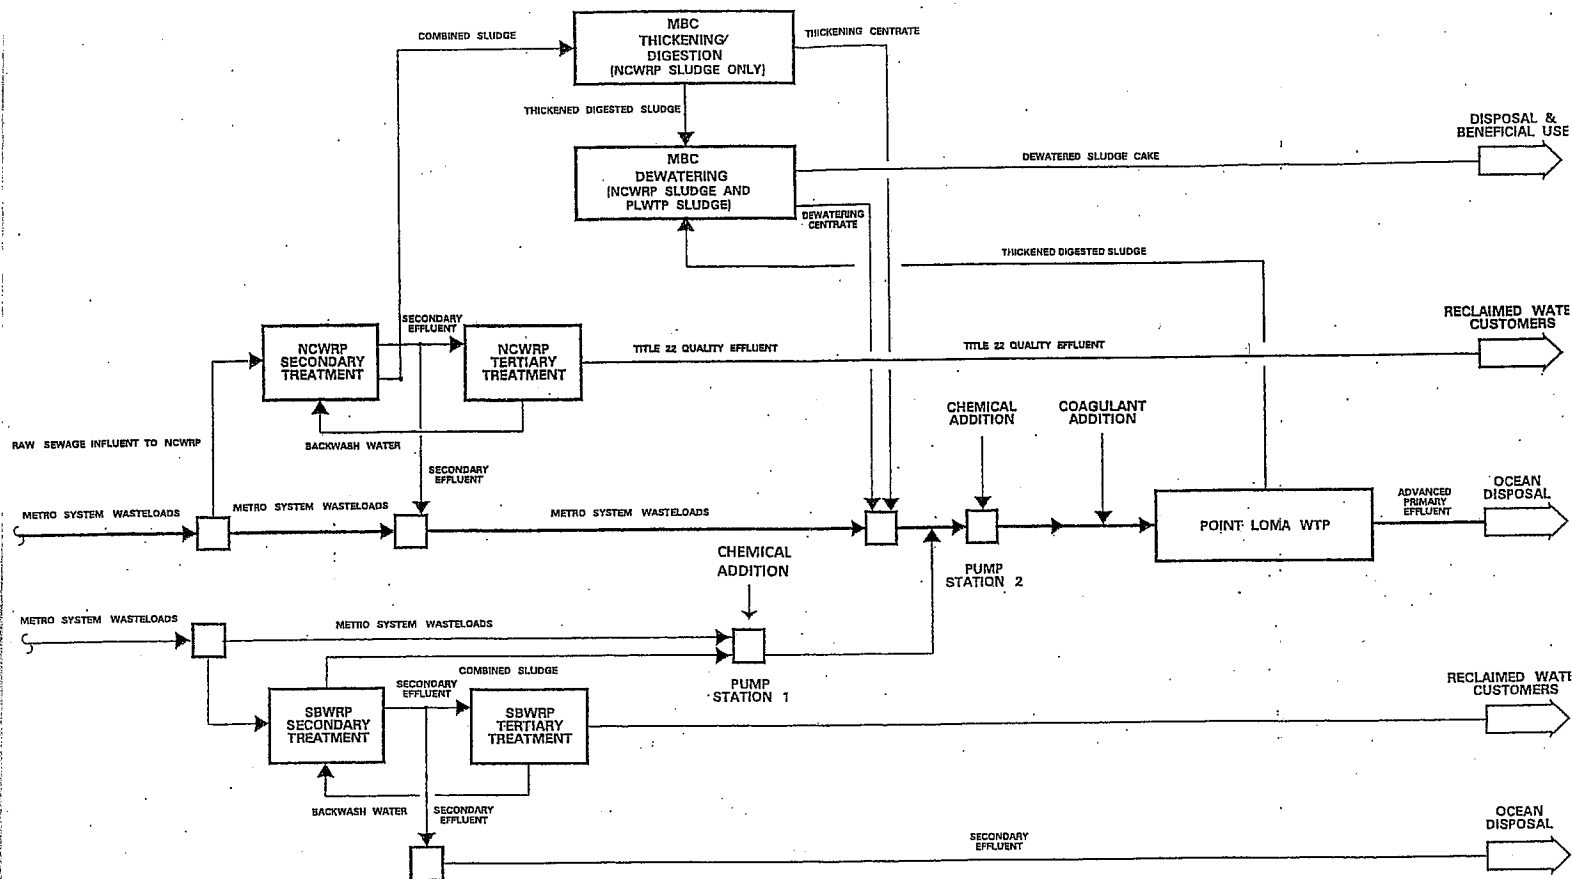 MBC
THICKENING/
DIGESTION
(NCWRP SLUDGE ONLY)
COMBINED SLUDGE
THICKENING CENTRATE
THICKENED DIGESTED SLUDGE
MBC
DEWATERING
(NCWRP SLUDGE AND
PLWTP SLUDGE)
DEWATERED SLUDGE CAKE
DISPOSAL &
BENEFICIAL USE
DEWATERING
CENTRATE
THICKENED DIGESTED SLUDGE
NCWRP
SECONDARY
TREATMENT
SECONDARY
EFFLUENT
NCWRP
TERTIARY
TREATMENT
TITLE 22 QUALITY EFFLUENT
TITLE 22 QUALITY EFFLUENT
RECLAIMED WATE
CUSTOMERS
RAW SEWAGE INFLUENT TO NCWRP
BACKWASH WATER
SECONDARY
EFFLUENT
CHEMICAL
ADDITION
COAGULANT
ADDITION
METRO SYSTEM WASTELOADS
METRO SYSTEM WASTELOADS
METRO SYSTEM WASTELOADS
PUMP
STATION 2
POINT LOMA WTP
ADVANCED
PRIMARY
EFFLUENT
OCEAN
DISPOSAL
CHEMICAL
ADDITION
METRO SYSTEM WASTELOADS
METRO SYSTEM WASTELOADS
PUMP
STATION 1
COMBINED SLUDGE
SBWRP
SECONDARY
TREATMENT
SECONDARY
EFFLUENT
SBWRP
TERTIARY
TREATMENT
RECLAIMED WATE
CUSTOMERS
BACKWASH WATER
SECONDARY
EFFLUENT
SECONDARY
EFFLUENT
OCEAN
DISPOSAL